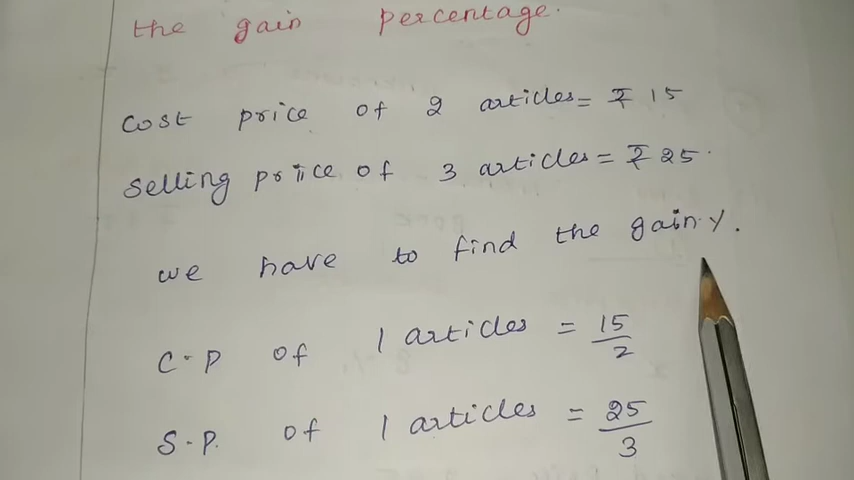 the gain percentage.
Cost price of 2 articles = ₹ 15
Selling priice of 3 articles = ₹ 25.
we have to find the gain %.
C.P of 1 articles = 15/2
S.P. of 1 articles = 25/3